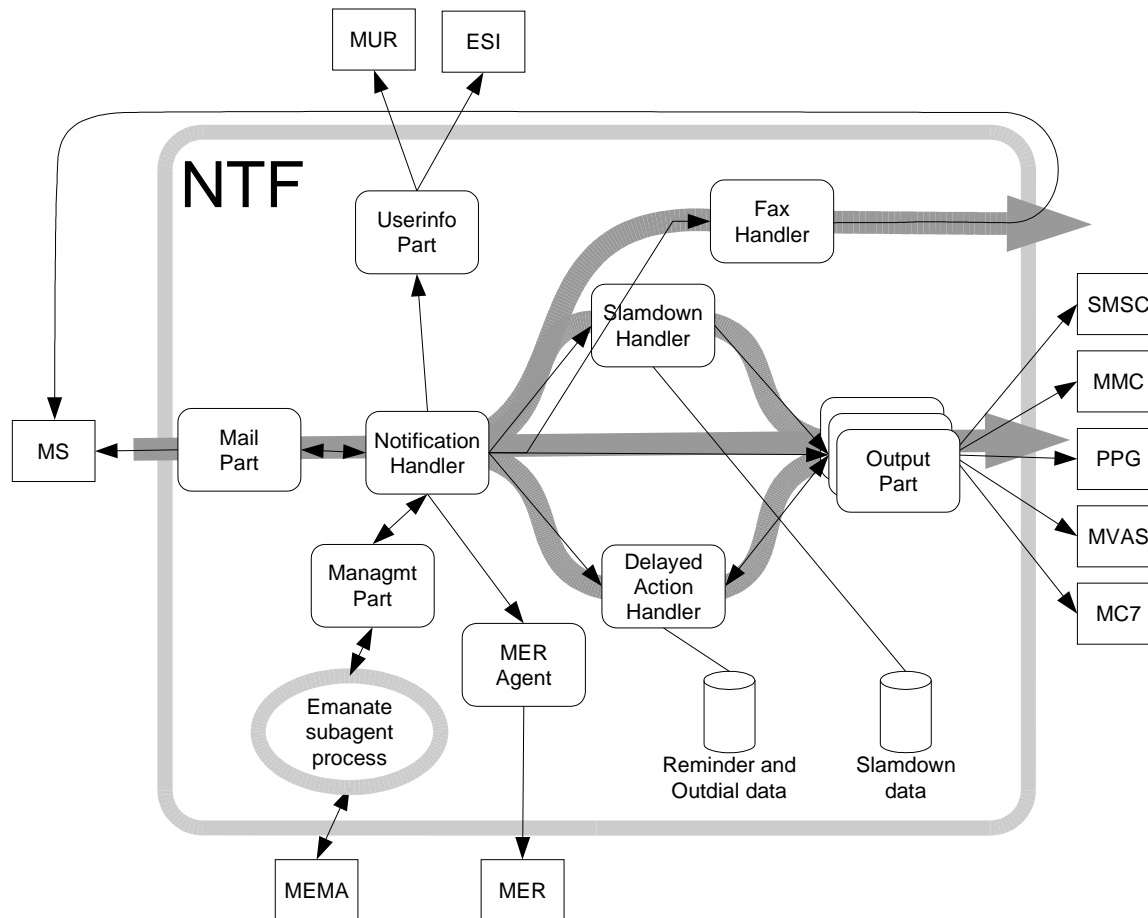 MUR
ESI
NTF
Userinfo
Part
Fax
Handler
Slamdown
Handler
SMSC
MMC
MS
Mail
Part
Notification
Handler
Output
Part
PPG
MVAS
Managmt
Part
Delayed
Action
Handler
MC7
MER
Agent
Emanate
subagent
process
Reminder and
Outdial data
Slamdown
data
MEMA
MER